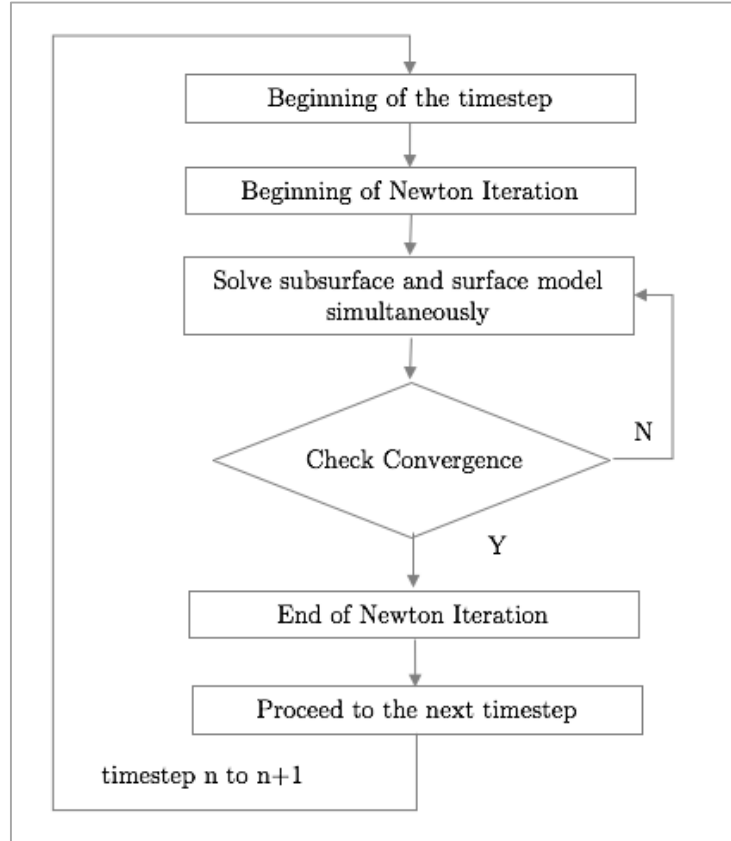 Beginning of the timestep
Beginning of Newton Iteration
Solve subsurface and surface model
simultaneously
N
Check Convergence
Y
End of Newton Iteration
Proceed to the next timestep
timestep n to n+1